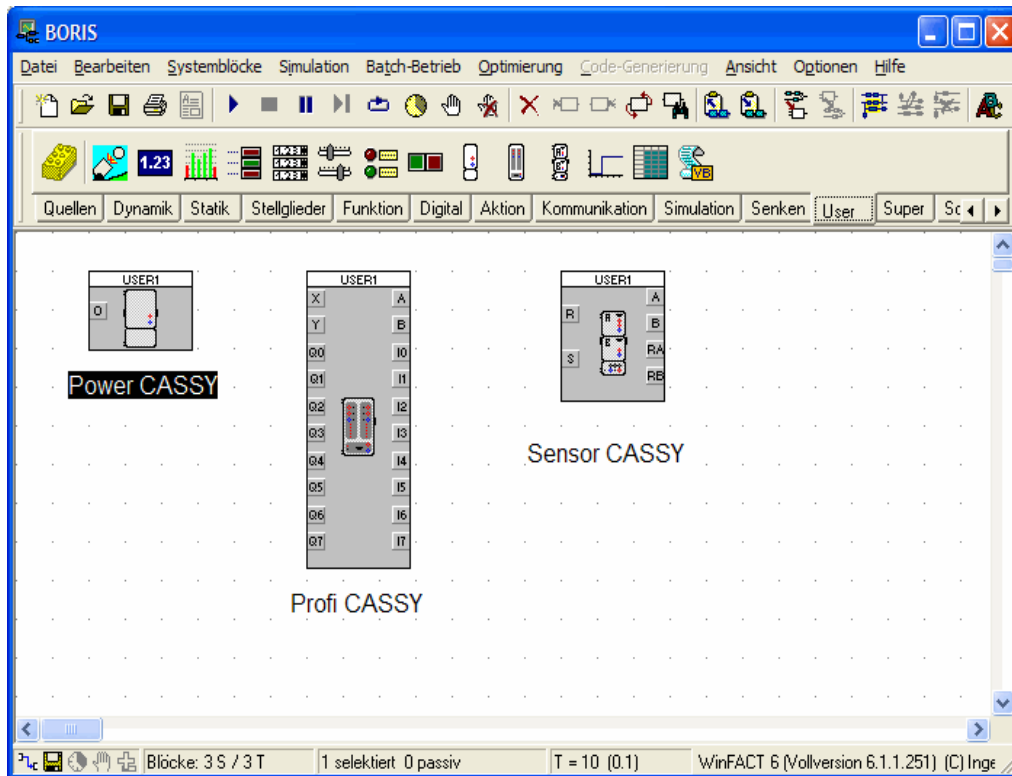 BORIS
Datei Bearbeiten Systemblöcke Simulation Batch-Betrieb Optimierung Code-Generierung Ansicht Optionen Hilfe
1.23
VB
Quellen Dynamik Statik Stellglieder Funktion Digital Aktion Kommunikation Simulation Senken User Super
USER1 USER1 USER1
O
X A
Y B
Q0 I0
Q1 I1
Q2 I2
Q3 I3
Q4 I4
Q5 I5
Q6 I6
Q7 I7
R A
B
S RA
RB
Power CASSY
Sensor CASSY
Profi CASSY
Blöcke: 3 S / 3 T 1 selektiert 0 passiv T = 10 (0.1) WinFACT 6 (Vollversion 6.1.1.251) (C) Inge